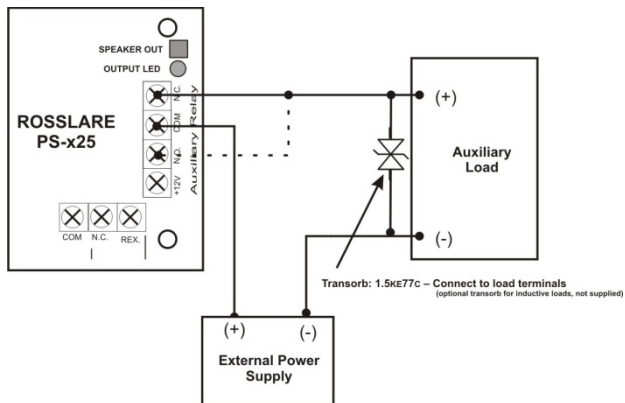 SPEAKER OUT
OUTPUT LED
ROSSLARE
PS-x25
N.C.
COM
N.O.
+12V
Auxiliary Relay
COM N.C. REX.
(+)
Auxiliary
Load
(-)
Transorb: 1.5KE77C – Connect to load terminals
(optional transorb for inductive loads, not supplied)
(+) (-)
External Power
Supply